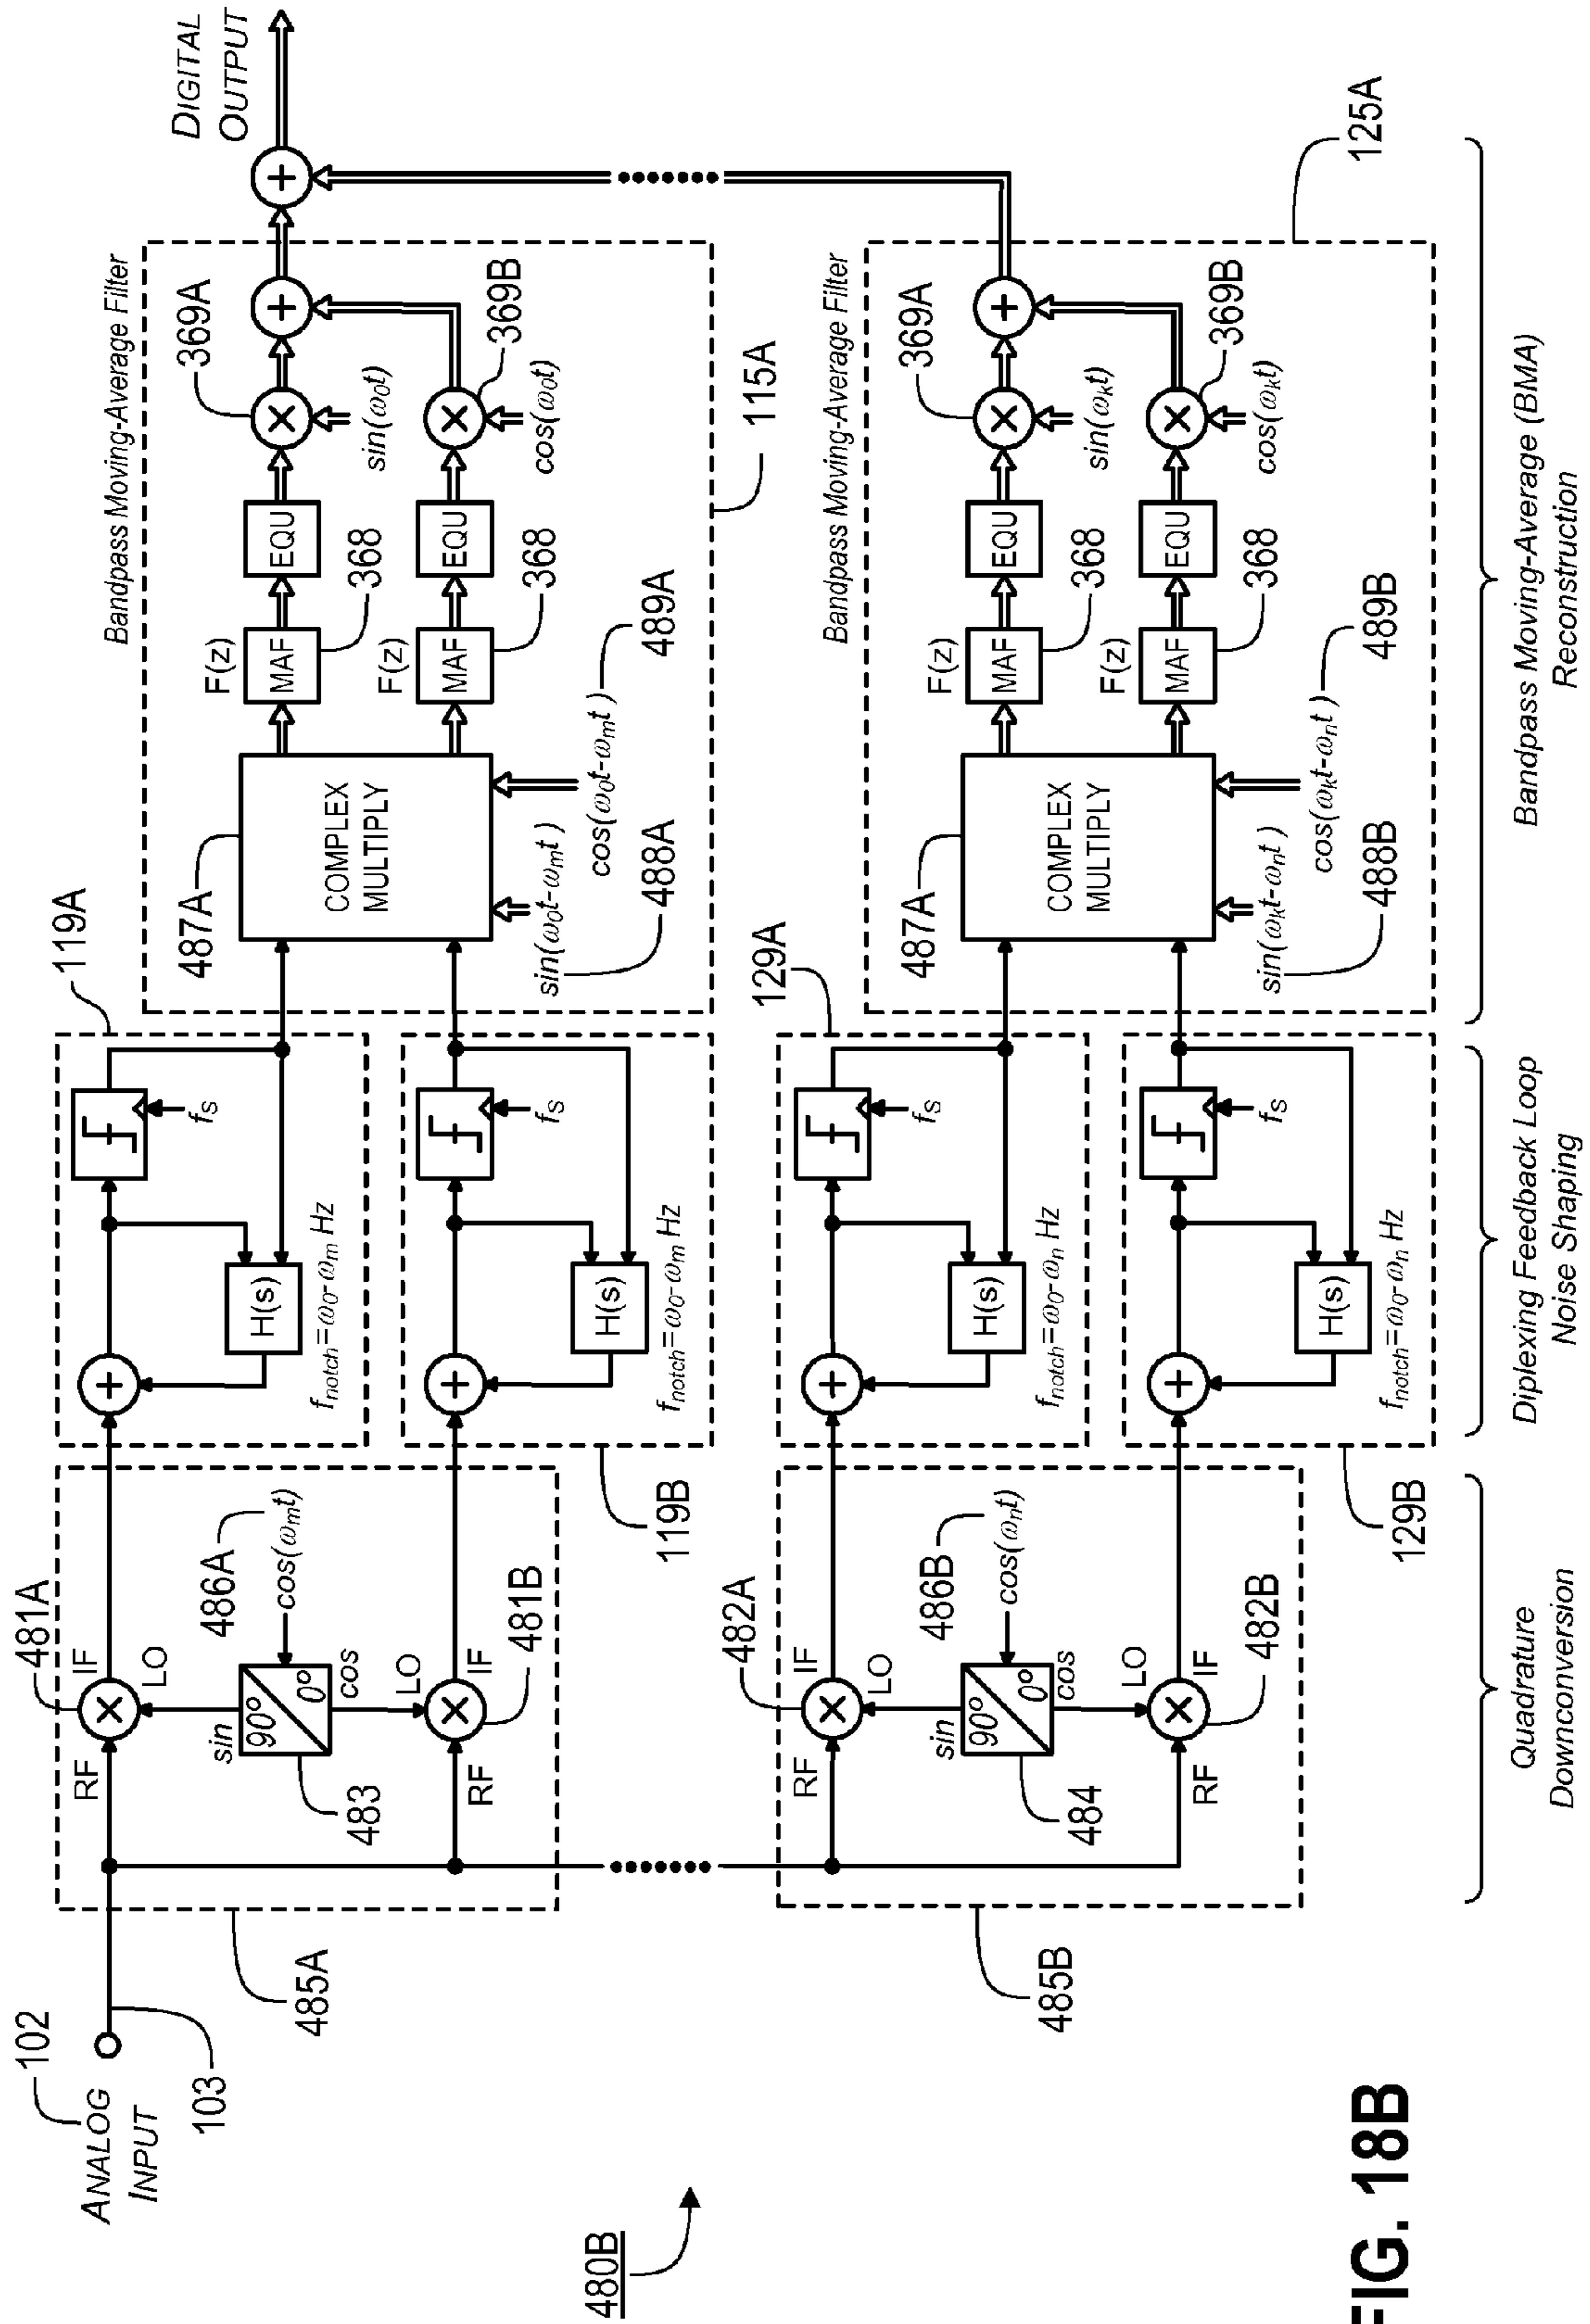 ANALOG
INPUT
102
103
485A
RF
481A
IF
LO
sin
90°
0°
cos
483
486A
cos(ωmt)
LO
RF
IF
481B
119A
fS
H(s)
fnotch=ω0-ωm Hz
fS
H(s)
fnotch=ω0-ωm Hz
119B
Bandpass Moving-Average Filter
487A
COMPLEX
MULTIPLY
sin(ω0t-ωmt )
488A
cos(ω0t-ωmt )
489A
F(z)
MAF
368
EQU
369A
sin(ω0t)
F(z)
MAF
368
EQU
369B
cos(ω0t)
115A
DIGITAL
OUTPUT
485B
RF
482A
IF
LO
sin
90°
0°
cos
484
486B
cos(ωnt)
LO
RF
IF
482B
129A
fS
H(s)
fnotch=ω0-ωn Hz
fS
H(s)
fnotch=ω0-ωn Hz
129B
Bandpass Moving-Average Filter
487A
COMPLEX
MULTIPLY
sin(ωkt-ωnt )
488B
cos(ωkt-ωnt )
489B
F(z)
MAF
368
EQU
369A
sin(ωkt)
F(z)
MAF
368
EQU
369B
cos(ωkt)
125A
Quadrature
Downconversion
Diplexing Feedback Loop
Noise Shaping
Bandpass Moving-Average (BMA)
Reconstruction
480B
FIG. 18B